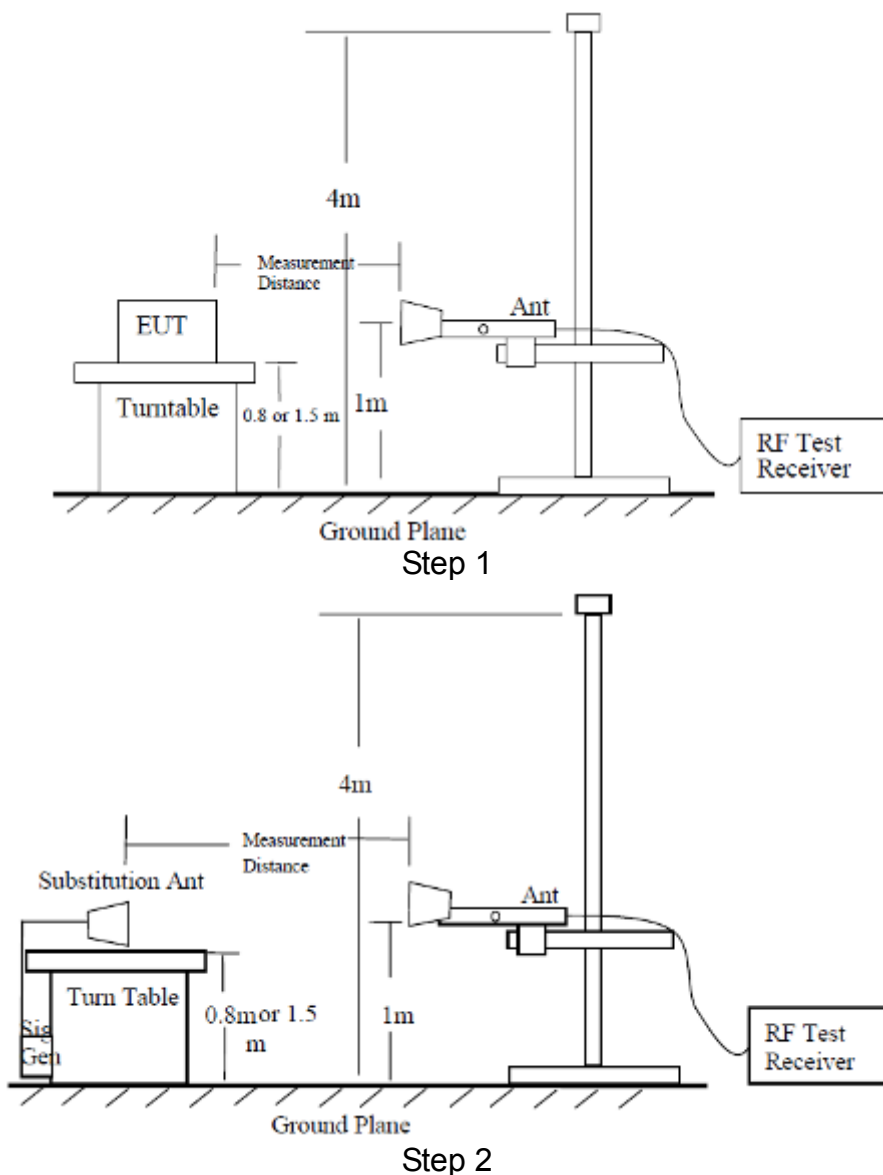 4m
Measurement
Distance
Ant
EUT
Turntable
0.8 or 1.5 m
1m
RF Test
Receiver
Ground Plane
Step 1
4m
Measurement
Distance
Substitution Ant
Ant
Turn Table
0.8m or 1.5
m
1m
Sig
Gen
RF Test
Receiver
Ground Plane
Step 2